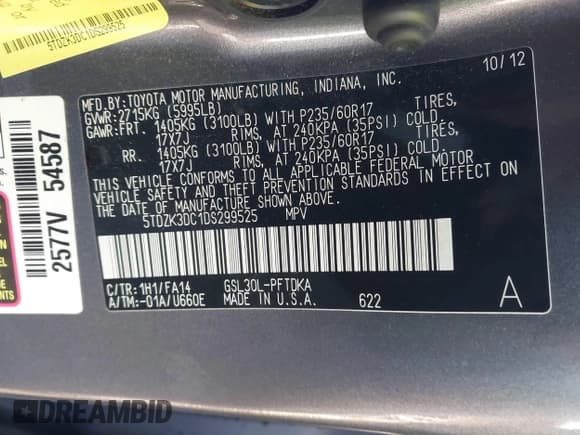 5TDZK3DC1DS299525
MFD.BY:TOYOTA MOTOR MANUFACTURING, INDIANA, INC. 10/12
GVWR:2715KG (5995LB)
GAWR:FRT. 1405KG (3100LB) WITH P235/60R17 TIRES,
17X7J RIMS, AT 240KPA (35PSI) COLD.
RR. 1405KG (3100LB) WITH P235/60R17 TIRES,
17X7J RIMS, AT 240KPA (35PSI) COLD.
THIS VEHICLE CONFORMS TO ALL APPLICABLE FEDERAL MOTOR
VEHICLE SAFETY AND THEFT PREVENTION STANDARDS IN EFFECT ON
THE DATE OF MANUFACTURE SHOWN ABOVE.
5TDZK3DC1DS299525 MPV
C/TR:1H1/FA14 GSL30L-PFTDKA
A/TM:-01A/U660E MADE IN U.S.A. 622
A
2577V 54587
DREAMBID